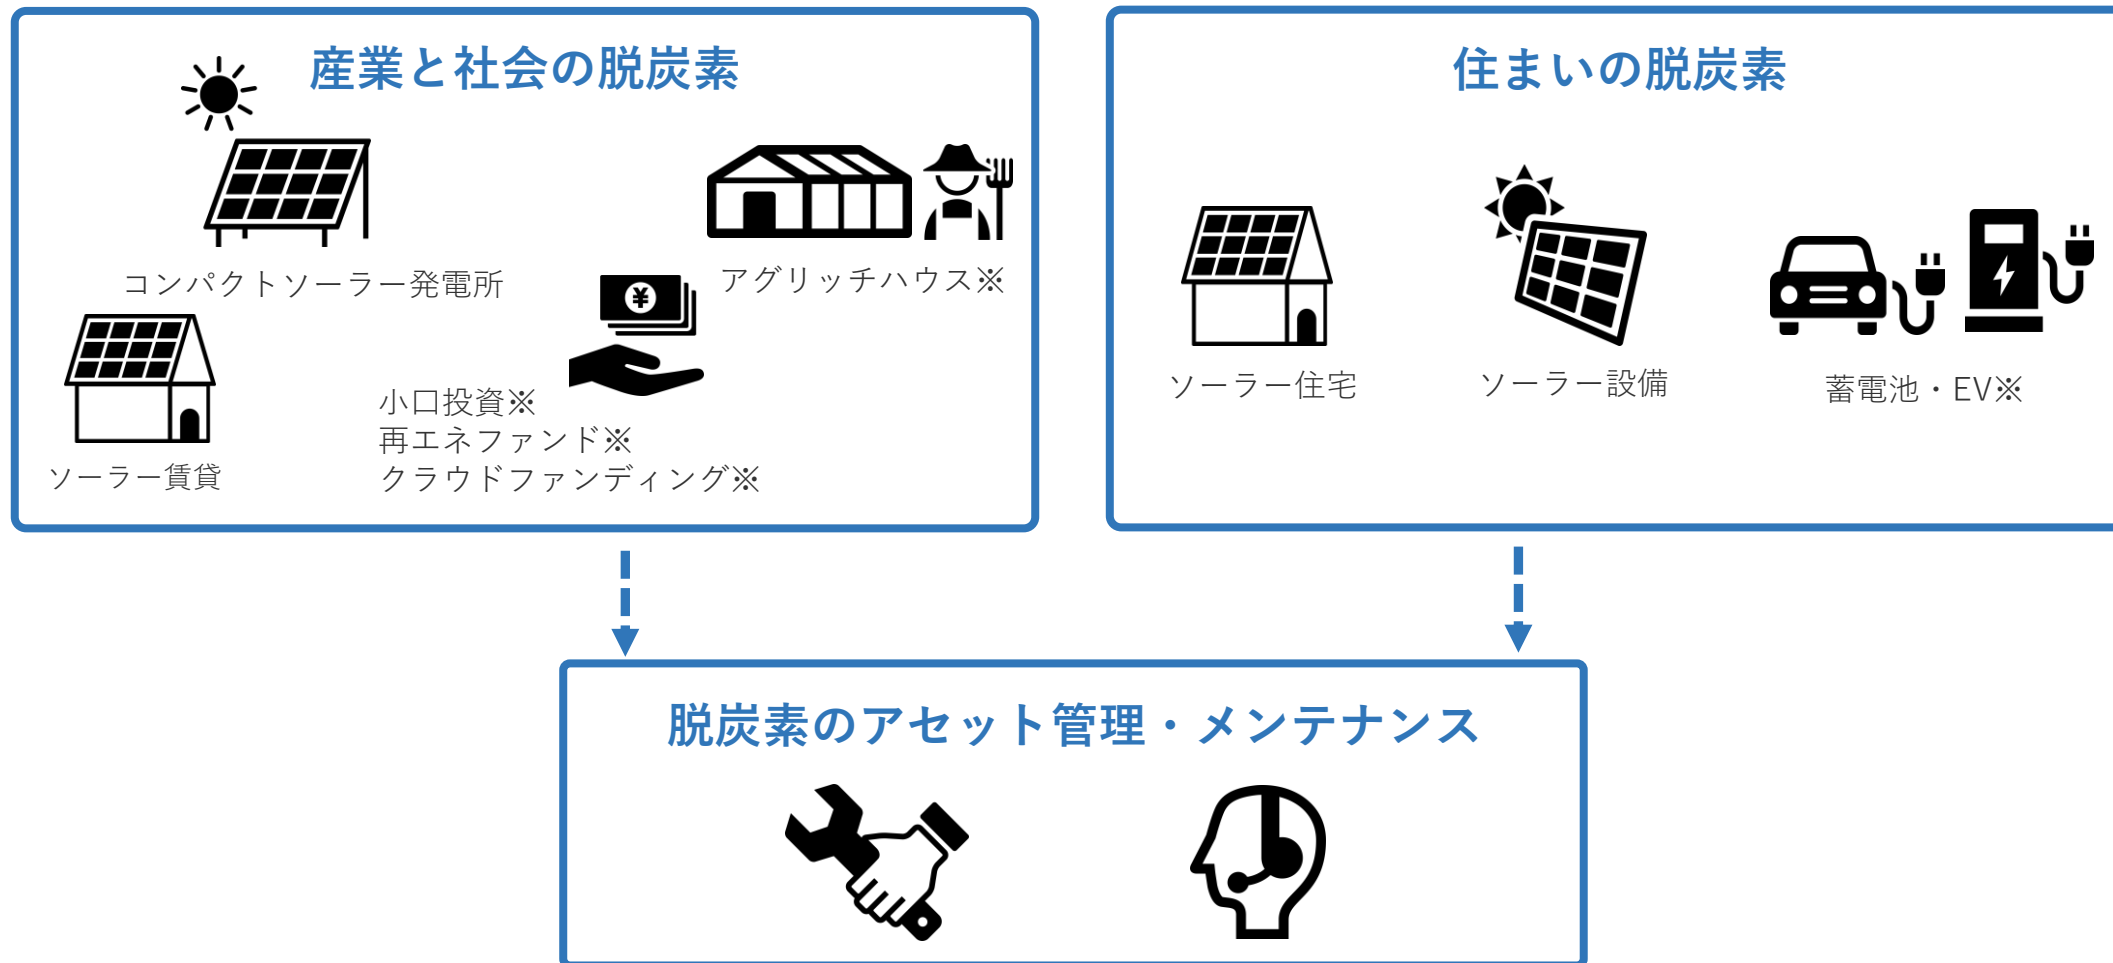 産業と社会の脱炭素
コンパクトソーラー発電所
アグリッチハウス※
¥
小口投資※
再エネファンド※
クラウドファンディング※
ソーラー賃貸
住まいの脱炭素
ソーラー住宅
ソーラー設備
蓄電池・EV※
脱炭素のアセット管理・メンテナンス